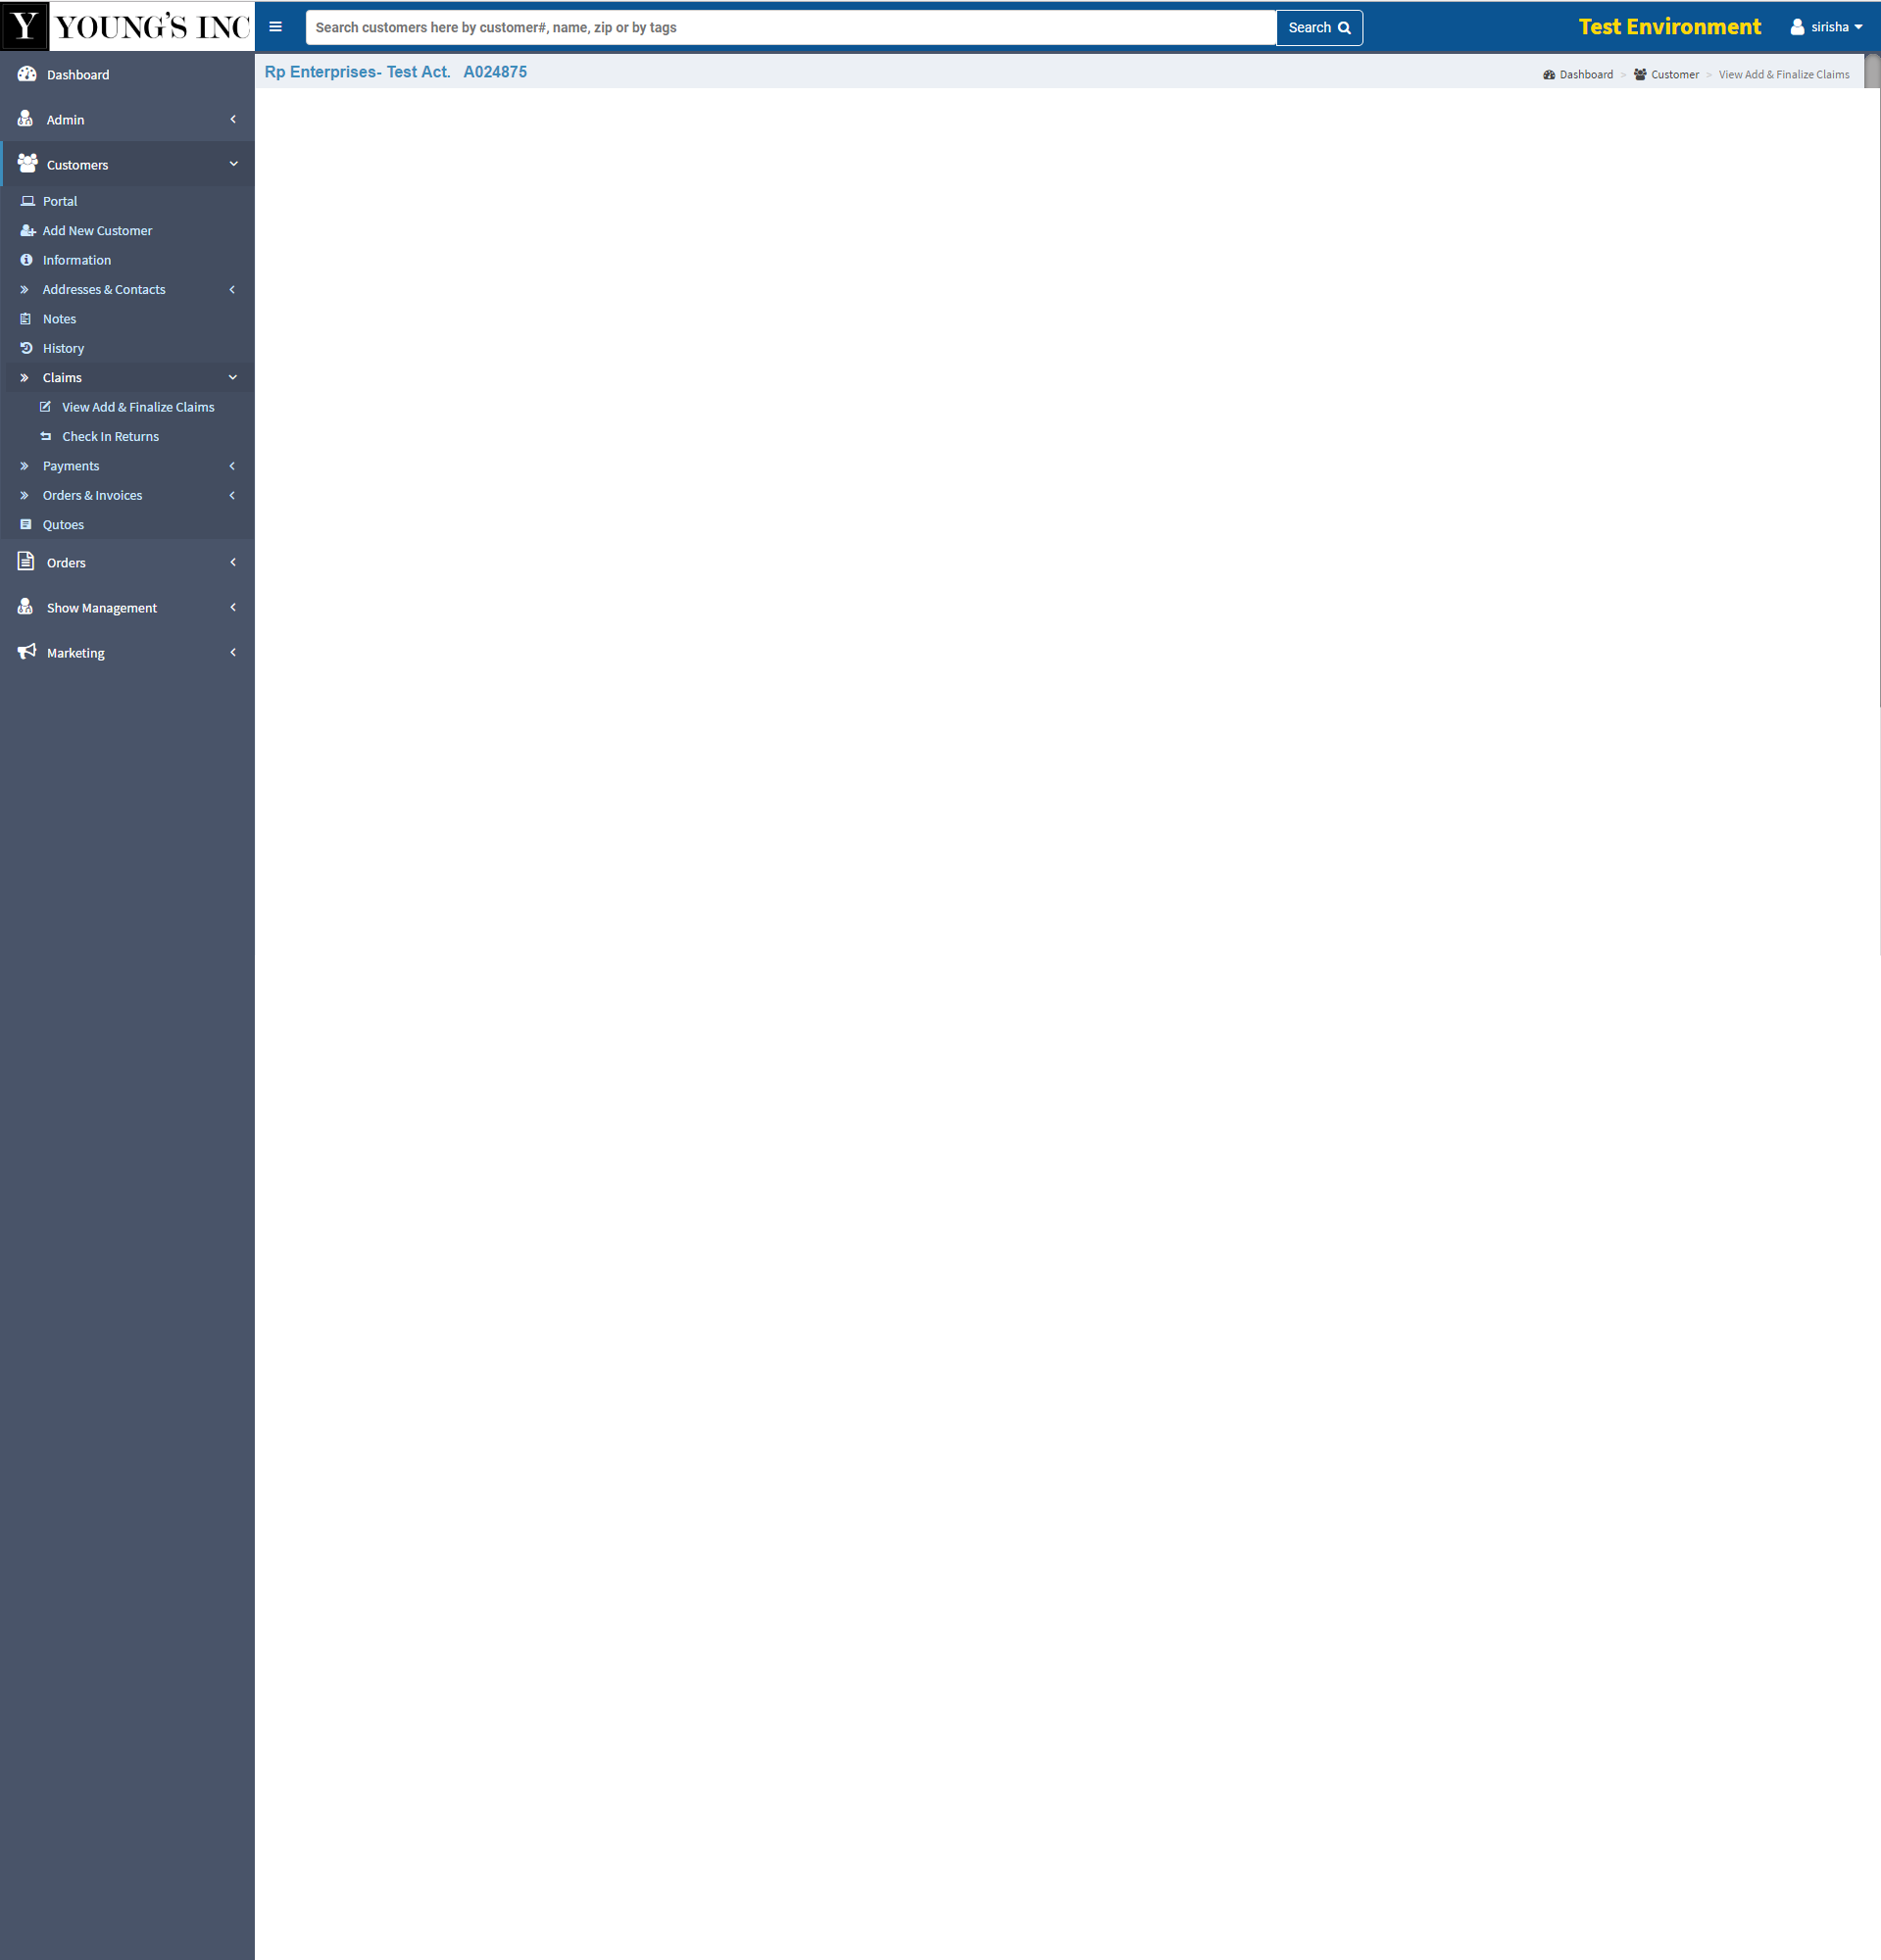 Y YOUNG'S INC
Search customers here by customer#, name, zip or by tags
Search
Test Environment
sirisha
Rp Enterprises- Test Act. A024875
Dashboard > Customer > View Add & Finalize Claims
Dashboard
Admin
Customers
Portal
Add New Customer
Information
Addresses & Contacts
Notes
History
Claims
View Add & Finalize Claims
Check In Returns
Payments
Orders & Invoices
Qutoes
Orders
Show Management
Marketing